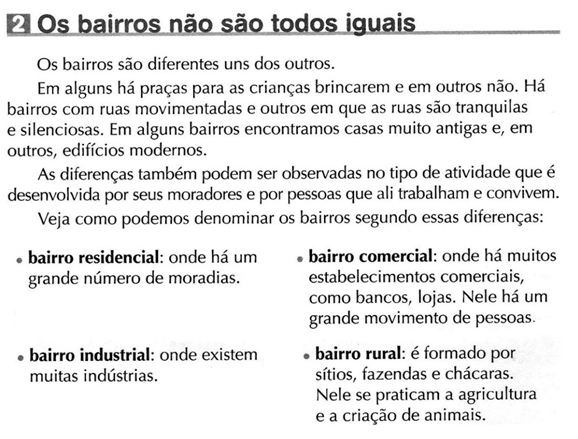 2 Os bairros não são todos iguais
Os bairros são diferentes uns dos outros.
Em alguns há praças para as crianças brincarem e em outros não. Há
bairros com ruas movimentadas e outros em que as ruas são tranquilas
e silenciosas. Em alguns bairros encontramos casas muito antigas e, em
outros, edifícios modernos.
As diferenças também podem ser observadas no tipo de atividade que é
desenvolvida por seus moradores e por pessoas que ali trabalham e convivem.
Veja como podemos denominar os bairros segundo essas diferenças:
• bairro residencial: onde há um
grande número de moradias.
• bairro comercial: onde há muitos
estabelecimentos comerciais,
como bancos, lojas. Nele há um
grande movimento de pessoas.
• bairro industrial: onde existem
muitas indústrias.
• bairro rural: é formado por
sítios, fazendas e chácaras.
Nele se praticam a agricultura
e a criação de animais.